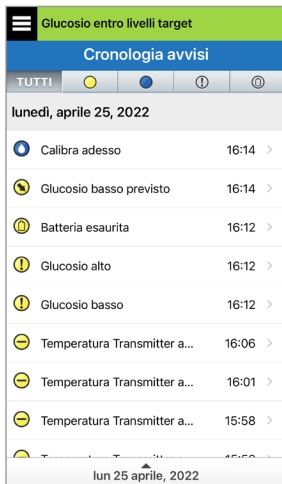 Glucosio entro livelli target
Cronologia avvisi
TUTTI
lunedì, aprile 25, 2022
Calibra adesso 16:14
Glucosio basso previsto 16:14
Batteria esaurita 16:12
Glucosio alto 16:12
Glucosio basso 16:12
Temperatura Transmitter a... 16:06
Temperatura Transmitter a... 16:01
Temperatura Transmitter a... 15:58
lun 25 aprile, 2022